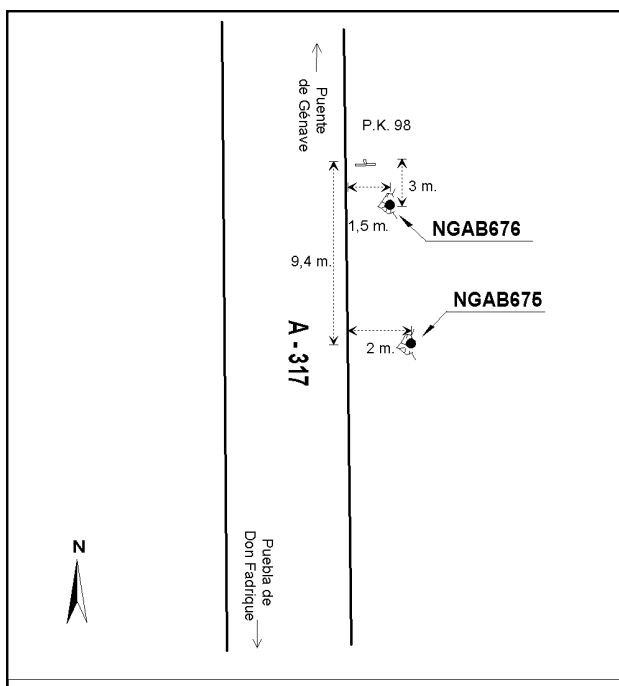 Puente
de Génave
P.K. 98
3 m.
1,5 m.
NGAB676
9,4 m.
NGAB675
A - 317
2 m.
N
Puebla de
Don Fadrique